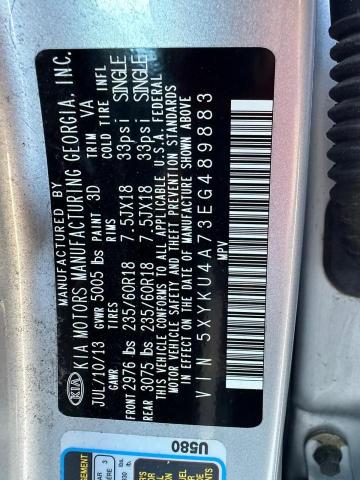 MANUFACTURED BY
KIA KIA MOTORS MANUFACTURING GEORGIA, INC.
JUL/10/13 PAINT 3D TRIM VA
GVWR 5005 lbs
GAWR TIRES RIMS COLD TIRE INFL
FRONT 2976 lbs 235/60R18 7.5JX18 33psi SINGLE
REAR 3075 lbs 235/60R18 7.5JX18 33psi SINGLE
THIS VEHICLE CONFORMS TO ALL APPLICABLE U.S.A. FEDERAL
MOTOR VEHICLE SAFETY AND THEFT PREVENTION STANDARDS
IN EFFECT ON THE DATE OF MANUFACTURE SHOWN ABOVE
VIN 5XYKU4A73EG489883
MPV
U580